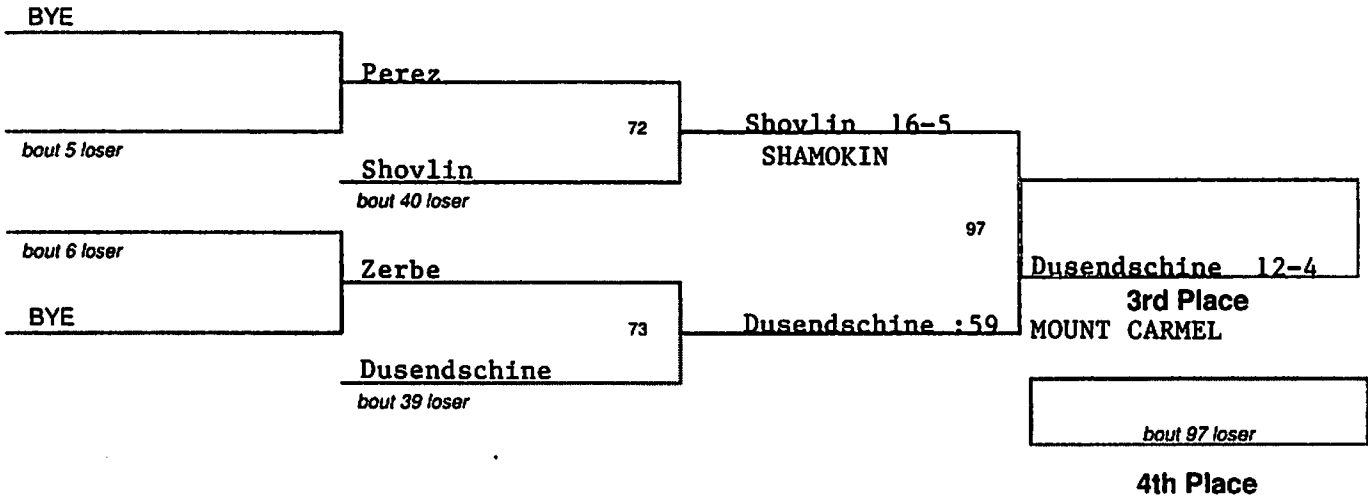 BYE
Perez
bout 5 loser
72
Shovlin 16-5
SHAMOKIN
Shovlin
bout 40 loser
bout 6 loser
Zerbe
97
Dusendschine 12-4
3rd Place
MOUNT CARMEL
BYE
73
Dusendschine :59
Dusendschine
bout 39 loser
bout 97 loser
4th Place